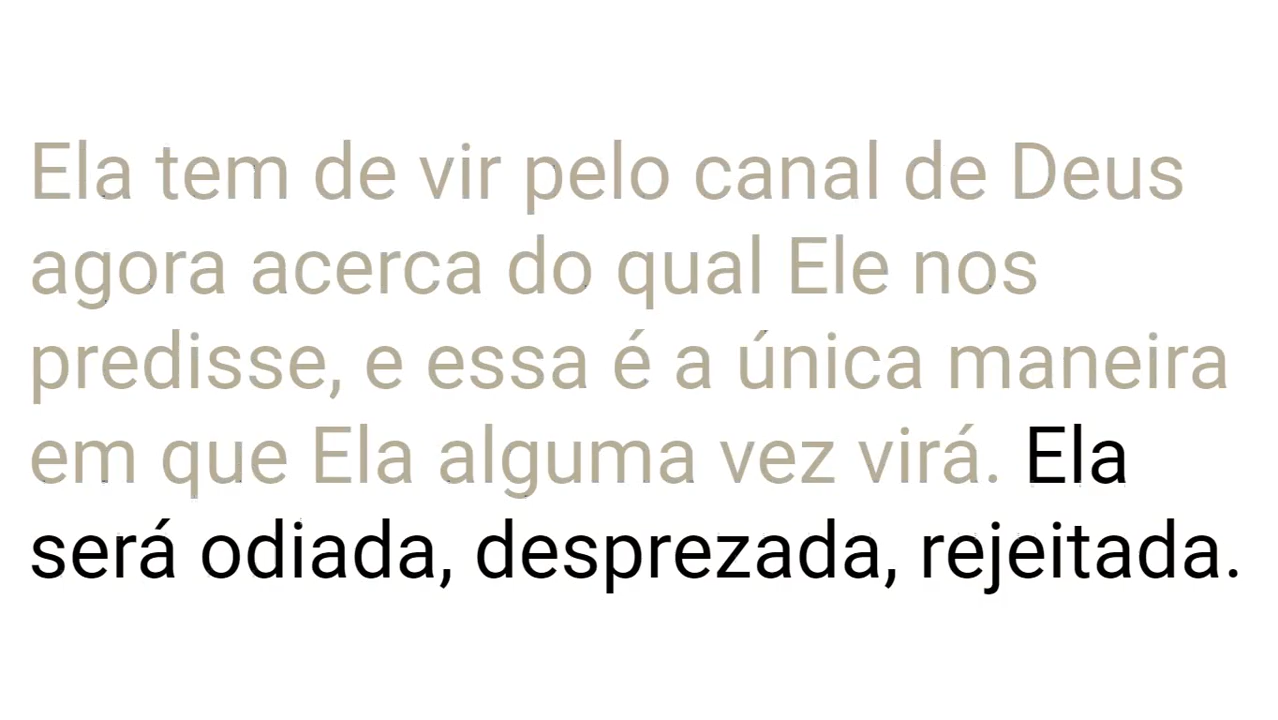 Ela tem de vir pelo canal de Deus
agora acerca do qual Ele nos
predisse, e essa é a única maneira
em que Ela alguma vez virá. Ela
será odiada, desprezada, rejeitada.